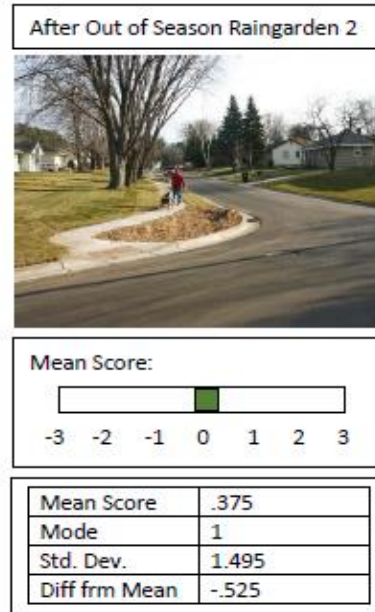 After Out of Season Raingarden 2
Mean Score:
-3 -2 -1 0 1 2 3
Mean Score .375
Mode 1
Std. Dev. 1.495
Diff frm Mean -.525